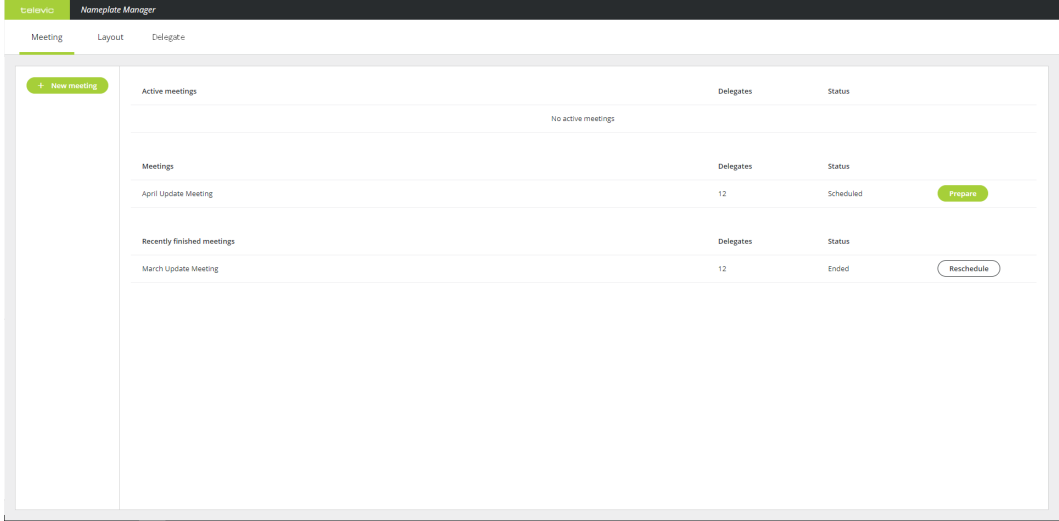 televic Nameplate Manager
Meeting Layout Delegate
+ New meeting
Active meetings Delegates Status
No active meetings
Meetings Delegates Status
April Update Meeting 12 Scheduled Prepare
Recently finished meetings Delegates Status
March Update Meeting 12 Ended Reschedule